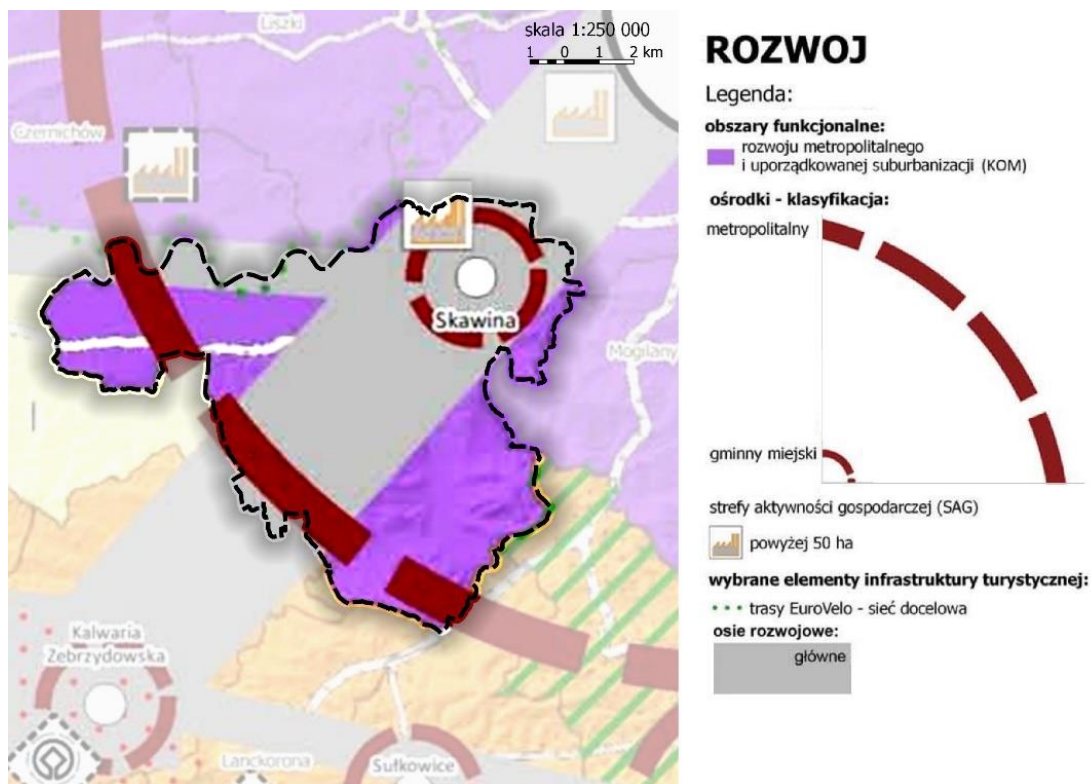 Liszki
skala 1:250 000
1 0 1 2 km
Czernichów
Skawina
Mogilany
Kalwaria
Zebrzydowska
Lanckorona
Sułkowice
ROZWOJ
Legenda:
obszary funkcjonalne:
rozwoju metropolitalnego
i uporządkowanej suburbanizacji (KOM)
ośrodki - klasyfikacja:
metropolitalny
gminny miejski
strefy aktywności gospodarczej (SAG)
powyżej 50 ha
wybrane elementy infrastruktury turystycznej:
trasy EuroVelo - sieć docelowa
osie rozwojowe:
główne